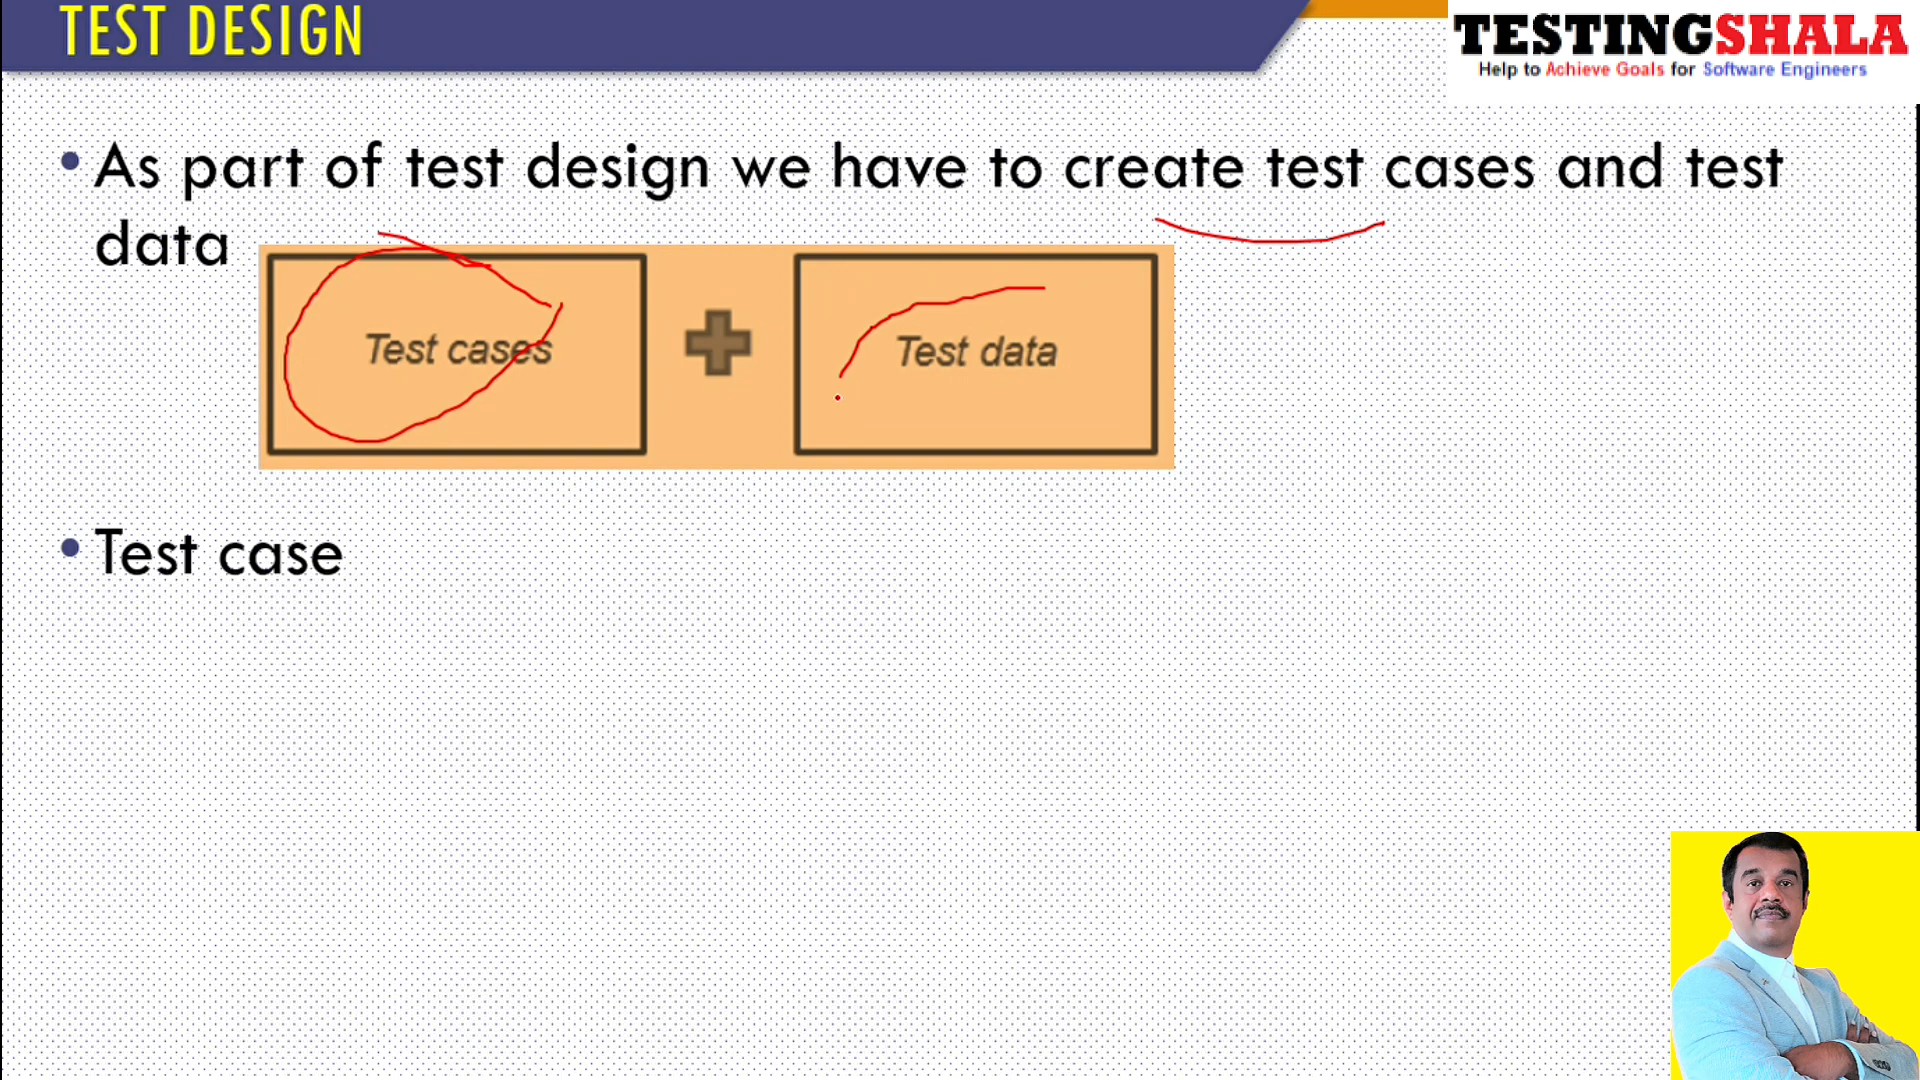 TEST DESIGN
TESTINGSHALA
Help to Achieve Goals for Software Engineers
• As part of test design we have to create test cases and test
data
Test cases
Test data
• Test case